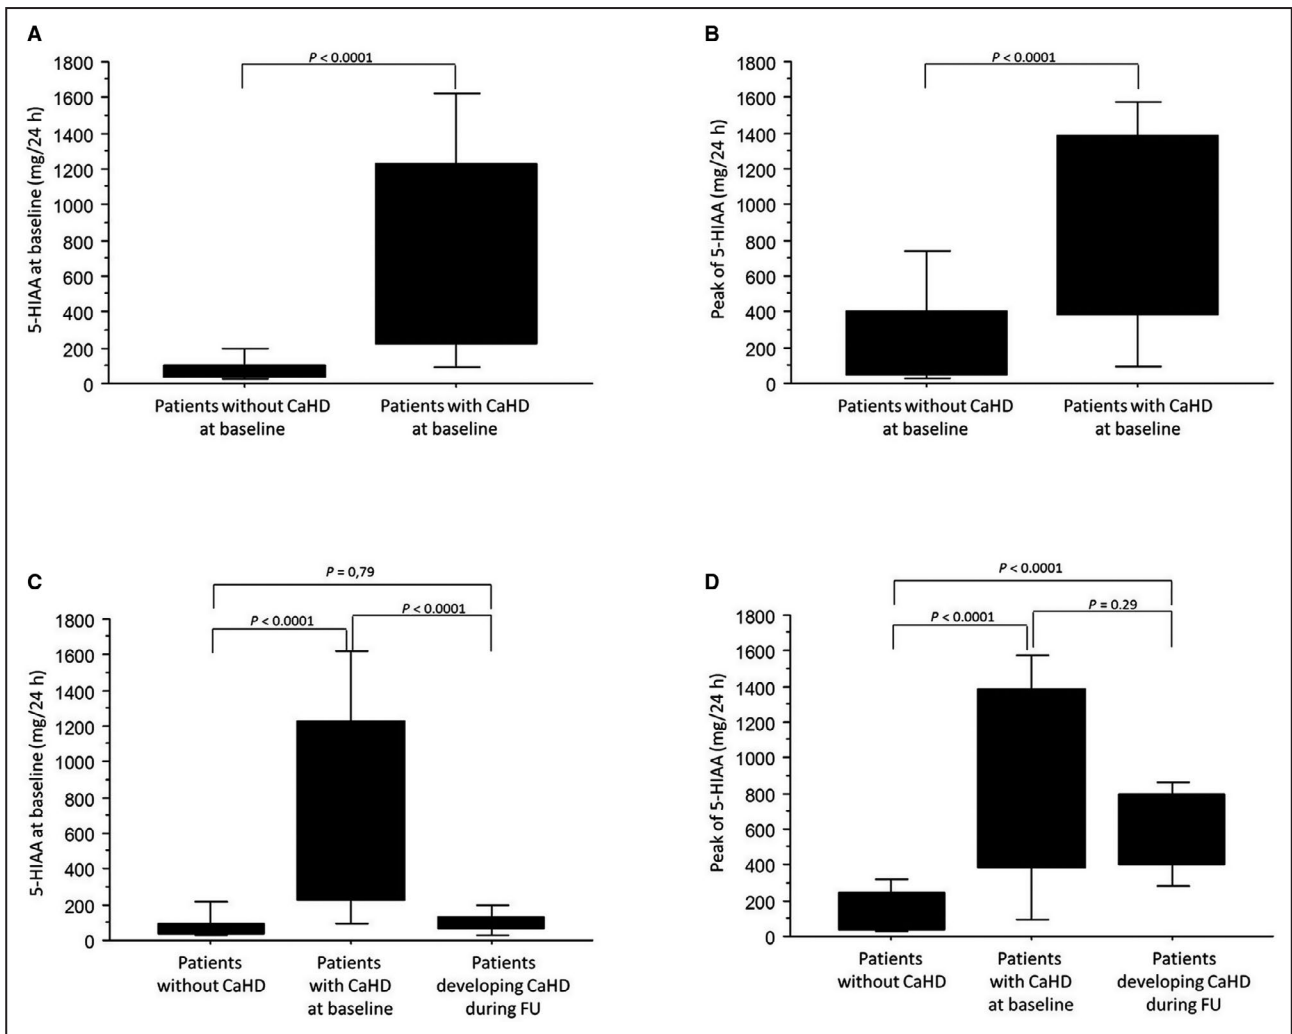 A
P < 0.0001
1800
1600
1400
1200
1000
800
600
400
200
0
5-HIAA at baseline (mg/24 h)
Patients without CaHD
at baseline
Patients with CaHD
at baseline
B
P < 0.0001
1800
1600
1400
1200
1000
800
600
400
200
0
Peak of 5-HIAA (mg/24 h)
Patients without CaHD
at baseline
Patients with CaHD
at baseline
C
P = 0,79
P < 0.0001
P < 0.0001
1800
1600
1400
1200
1000
800
600
400
200
0
5-HIAA at baseline (mg/24 h)
Patients
without CaHD
Patients
with CaHD
at baseline
Patients
developing CaHD
during FU
D
P < 0.0001
P = 0.29
P < 0.0001
1800
1600
1400
1200
1000
800
600
400
200
0
Peak of 5-HIAA (mg/24 h)
Patients
without CaHD
Patients
with CaHD
at baseline
Patients
developing CaHD
during FU